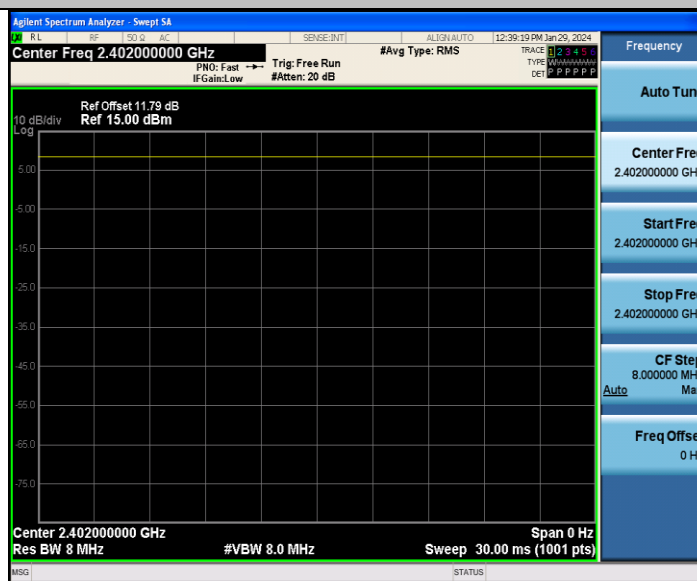 Agilent Spectrum Analyzer - Swept SA
RL RF 50 Ω AC SENSE:INT ALIGN AUTO 12:39:19 PM Jan 29, 2024
Center Freq 2.402000000 GHz
PNO: Fast
IFGain:Low
Trig: Free Run
#Atten: 20 dB
#Avg Type: RMS
TRACE 1 2 3 4 5 6
TYPE
DET P P P P P P
Ref Offset 11.79 dB
10 dB/div Ref 15.00 dBm
Log
5.00
-5.00
-15.0
-25.0
-35.0
-45.0
-55.0
-65.0
-75.0
Center 2.402000000 GHz Span 0 Hz
Res BW 8 MHz #VBW 8.0 MHz Sweep 30.00 ms (1001 pts)
MSG STATUS
Frequency
Auto Tun
Center Fre
2.402000000 GH
Start Fre
2.402000000 GH
Stop Fre
2.402000000 GH
CF Step
8.000000 MH
Auto Ma
Freq Offse
0 H